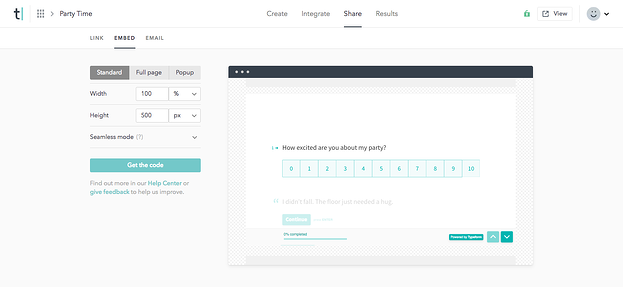 Party Time
Create
Integrate
Share
Results
View
LINK
EMBED
EMAIL
Standard
Full page
Popup
Width
100
%
Height
500
px
Seamless mode (?)
Get the code
Find out more in our Help Center or
give feedback to help us improve.
How excited are you about my party?
0 1 2 3 4 5 6 7 8 9 10
I didn't fall. The floor just needed a hug.
0% completed
Powered by Typeform